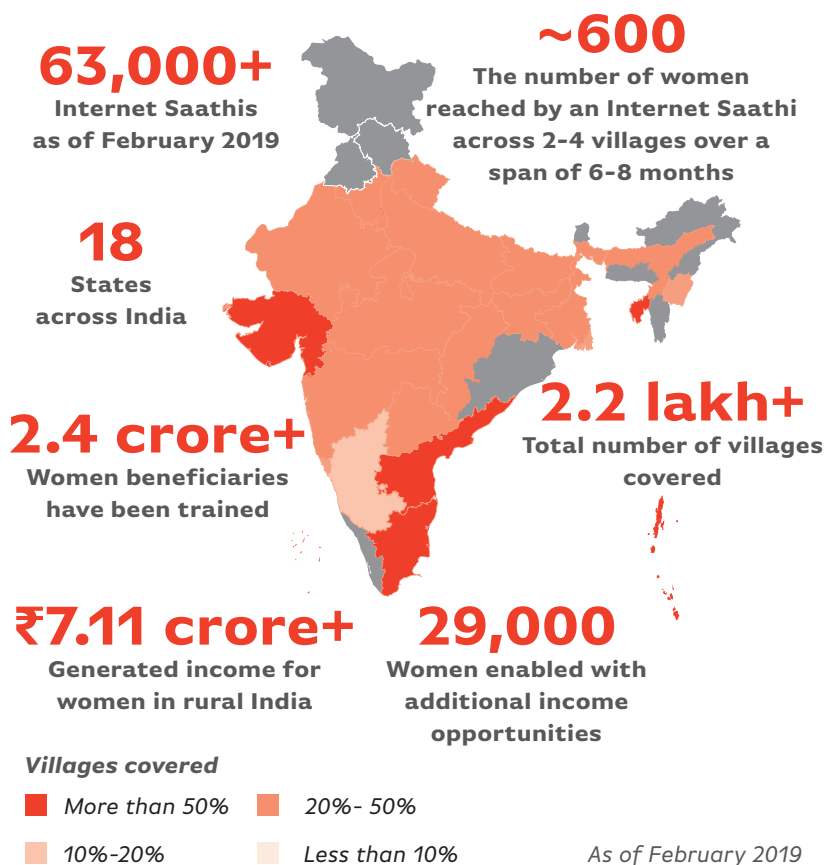 63,000+
Internet Saathis
as of February 2019
~600
The number of women
reached by an Internet Saathi
across 2-4 villages over a
span of 6-8 months
18
States
across India
2.4 crore+
Women beneficiaries
have been trained
2.2 lakh+
Total number of villages
covered
₹7.11 crore+
Generated income for
women in rural India
29,000
Women enabled with
additional income
opportunities
Villages covered
More than 50%
20%- 50%
10%-20%
Less than 10%
As of February 2019